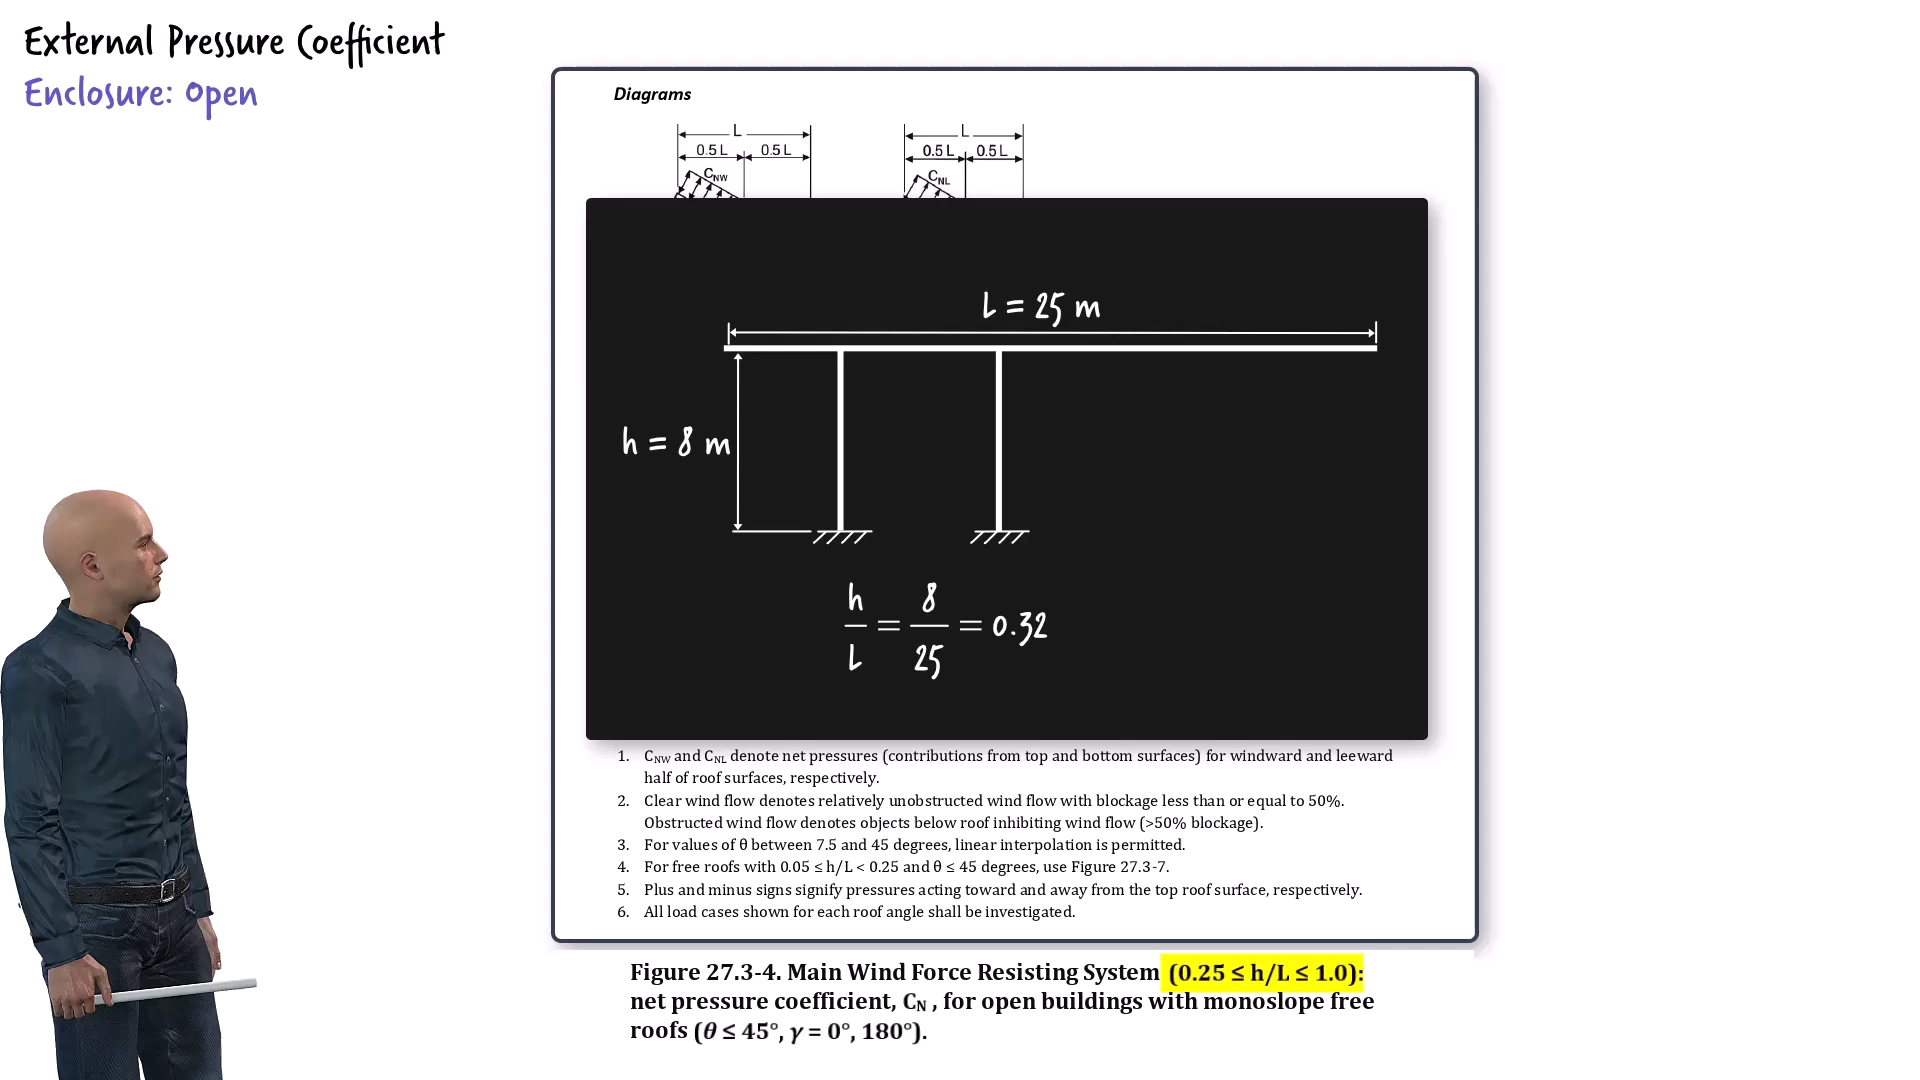 External Pressure Coefficient
Enclosure: Open
Diagrams
L
L
0.5 L
0.5 L
0.5 L
0.5 L
CNW
CNL
L = 25 m
h = 8 m
h/L = 8/25 = 0.32
1. CNW and CNL denote net pressures (contributions from top and bottom surfaces) for windward and leeward
half of roof surfaces, respectively.
2. Clear wind flow denotes relatively unobstructed wind flow with blockage less than or equal to 50%.
Obstructed wind flow denotes objects below roof inhibiting wind flow (>50% blockage).
3. For values of θ between 7.5 and 45 degrees, linear interpolation is permitted.
4. For free roofs with 0.05 ≤ h/L < 0.25 and θ ≤ 45 degrees, use Figure 27.3-7.
5. Plus and minus signs signify pressures acting toward and away from the top roof surface, respectively.
6. All load cases shown for each roof angle shall be investigated.
Figure 27.3-4. Main Wind Force Resisting System (0.25 ≤ h/L ≤ 1.0):
net pressure coefficient, CN , for open buildings with monoslope free
roofs (θ ≤ 45°, γ = 0°, 180°).